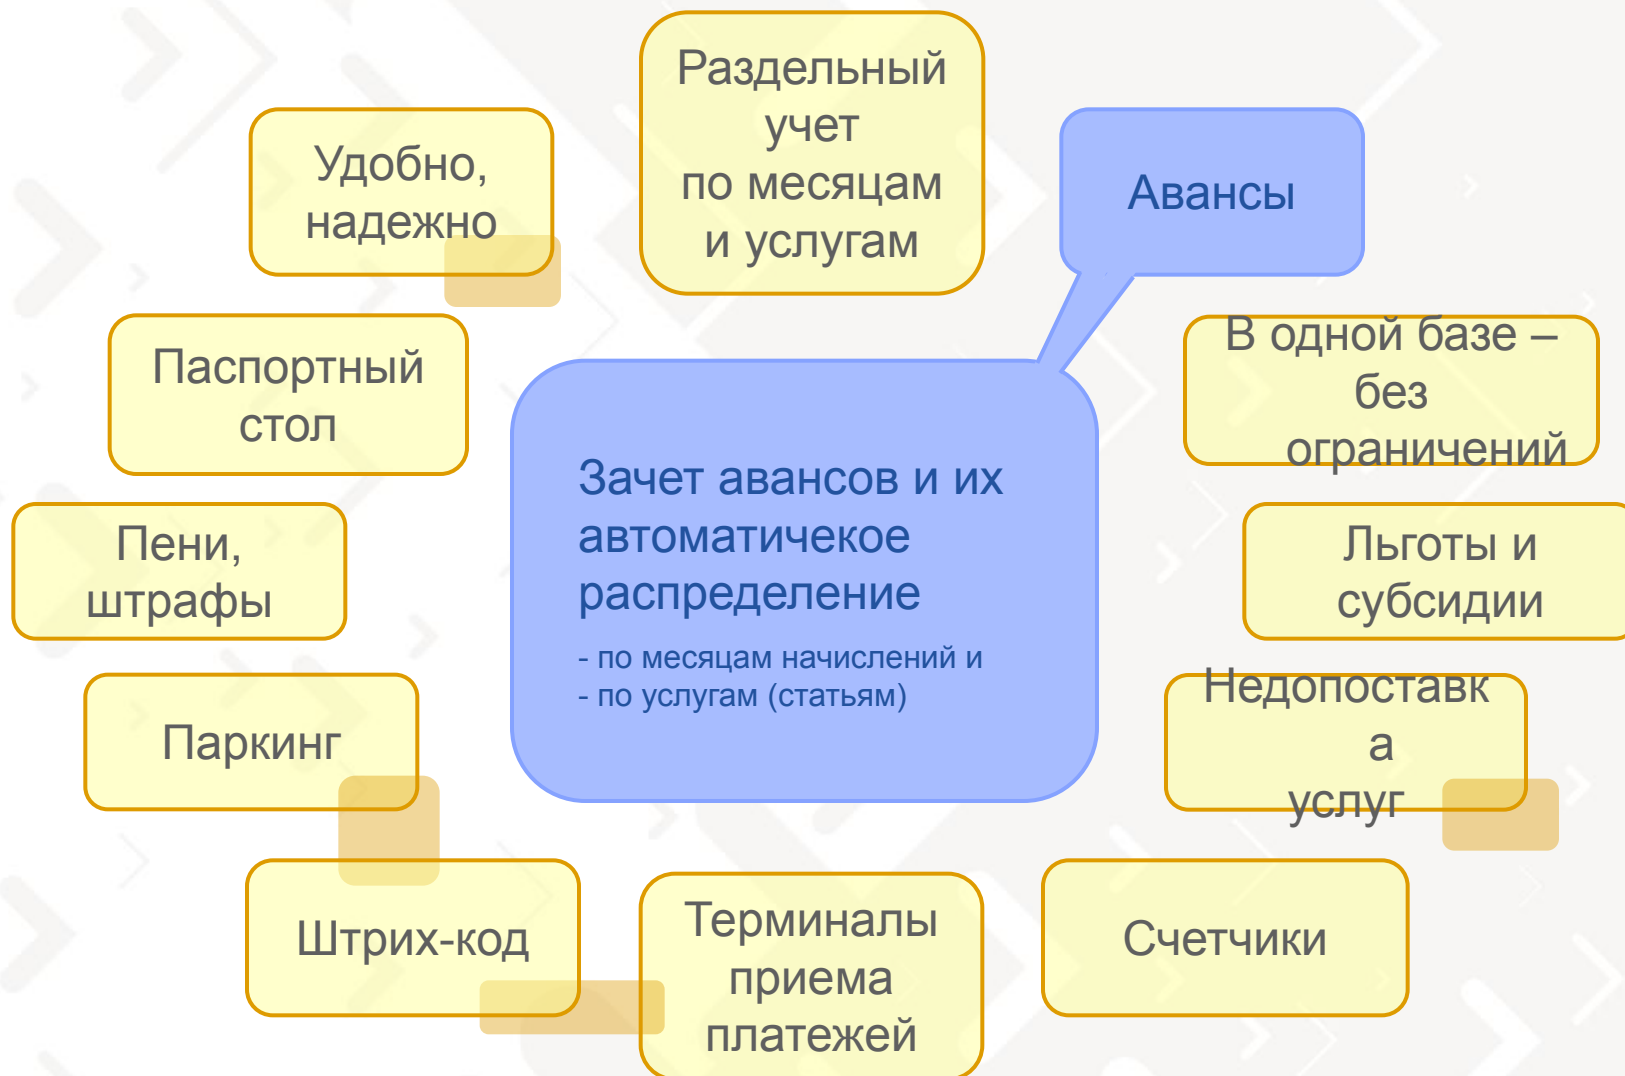 Раздельный
учет
по месяцам
и услугам
Удобно,
надежно
Авансы
Паспортный
стол
В одной базе –
без
ограничений
Зачет авансов и их
автоматичекое
распределение
- по месяцам начислений и
- по услугам (статьям)
Пени,
штрафы
Льготы и
субсидии
Паркинг
Недопоставк
а
услуг
Штрих-код
Терминалы
приема
платежей
Счетчики